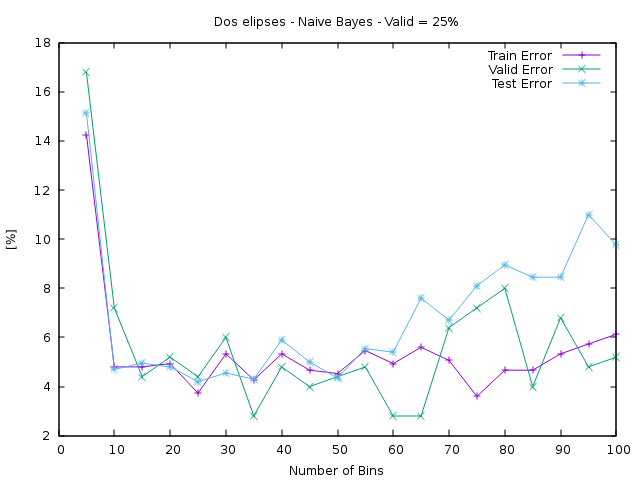 Dos elipses - Naive Bayes - Valid = 25%
18
16
14
12
10
8
6
4
2
[%]
Train Error
Valid Error
Test Error
0 10 20 30 40 50 60 70 80 90 100
Number of Bins